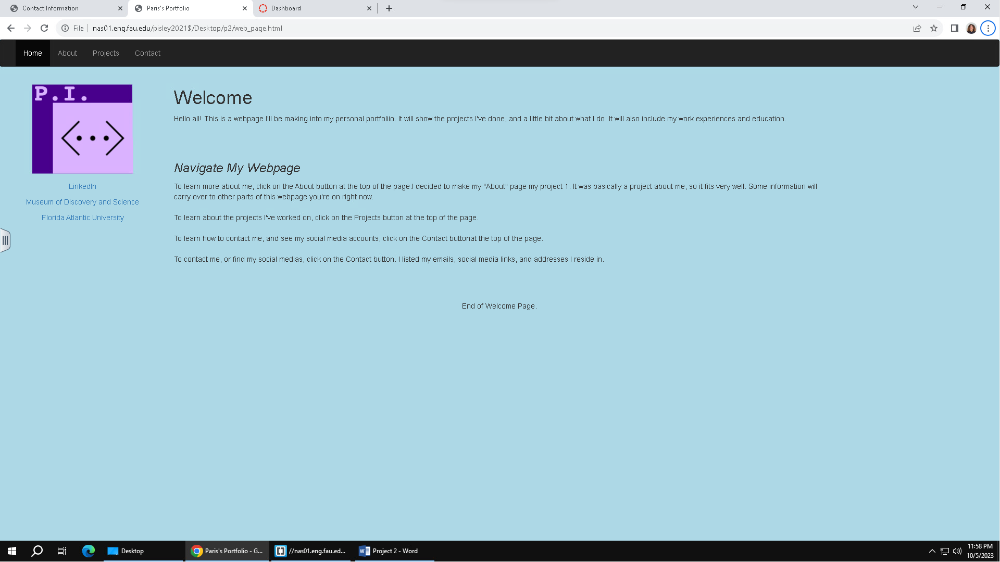 Contact Information
Paris's Portfolio
Dashboard
File
nas01.eng.fau.edu/pisley2021$/Desktop/p2/web_page.html
Home About Projects Contact
P.I.
<···>
LinkedIn
Museum of Discovery and Science
Florida Atlantic University
Welcome
Hello all! This is a webpage I'll be making into my personal portfoliio. It will show the projects I've done, and a little bit about what I do. It will also include my work experiences and education.
Navigate My Webpage
To learn more about me, click on the About button at the top of the page.I decided to make my "About" page my project 1. It was basically a project about me, so it fits very well. Some information will
carry over to other parts of this webpage you're on right now.
To learn about the projects I've worked on, click on the Projects button at the top of the page.
To learn how to contact me, and see my social media accounts, click on the Contact buttonat the top of the page.
To contact me, or find my social medias, click on the Contact button. I listed my emails, social media links, and addresses I reside in.
End of Welcome Page.
Desktop
Paris's Portfolio - G...
//nas01.eng.fau.ed...
Project 2 - Word
11:58 PM
10/5/2023